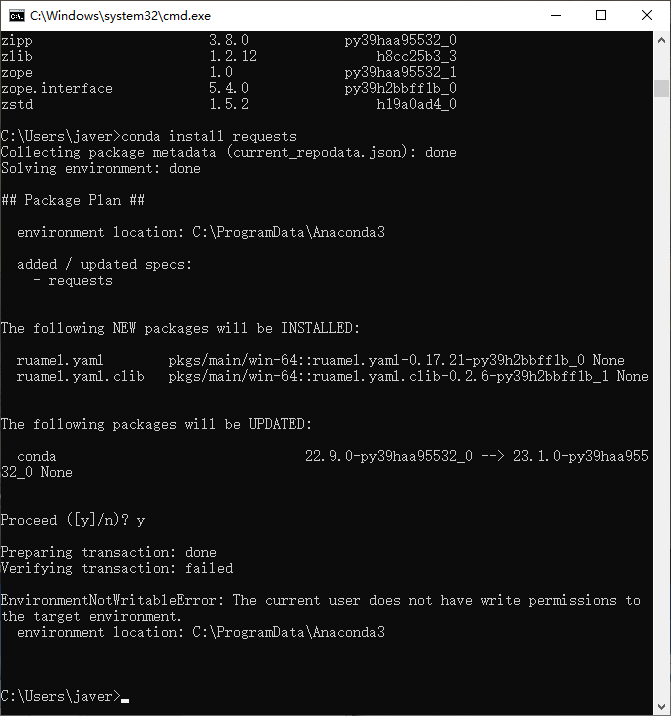 C:\Windows\system32\cmd.exe
zipp                      3.8.0            py39haa95532_0
zlib                      1.2.12               h8cc25b3_3
zope                      1.0              py39haa95532_1
zope.interface            5.4.0            py39h2bbff1b_0
zstd                      1.5.2                h19a0ad4_0
C:\Users\javer>conda install requests
Collecting package metadata (current_repodata.json): done
Solving environment: done
## Package Plan ##
  environment location: C:\ProgramData\Anaconda3
  added / updated specs:
    - requests
The following NEW packages will be INSTALLED:
  ruamel.yaml        pkgs/main/win-64::ruamel.yaml-0.17.21-py39h2bbff1b_0 None
  ruamel.yaml.clib   pkgs/main/win-64::ruamel.yaml.clib-0.2.6-py39h2bbff1b_1 None
The following packages will be UPDATED:
  conda                               22.9.0-py39haa95532_0 --> 23.1.0-py39haa955
32_0 None
Proceed ([y]/n)? y
Preparing transaction: done
Verifying transaction: failed
EnvironmentNotWritableError: The current user does not have write permissions to
the target environment.
  environment location: C:\ProgramData\Anaconda3
C:\Users\javer>